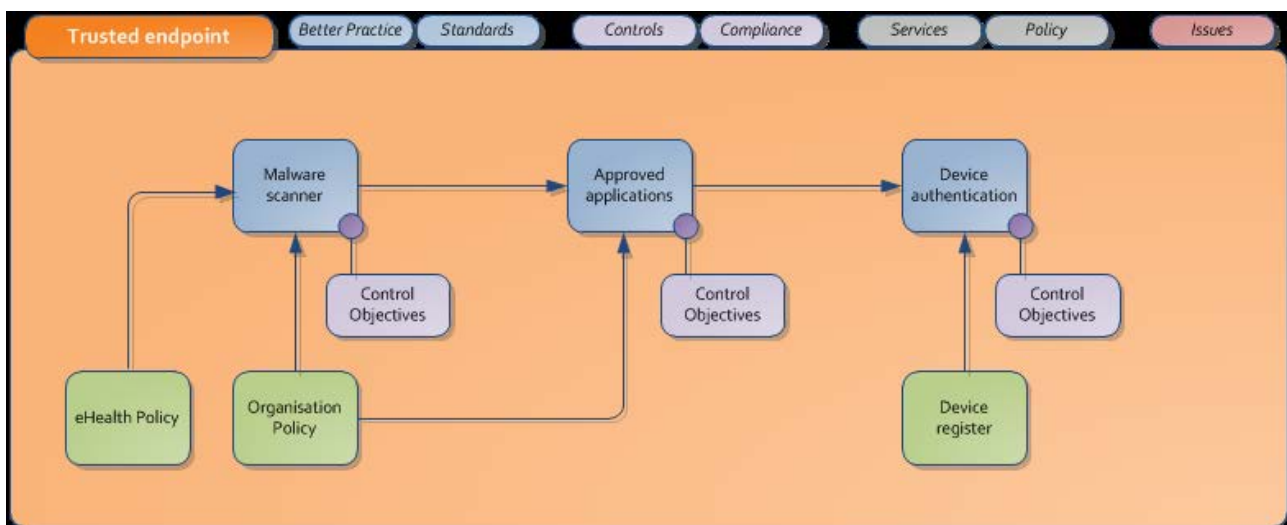 Trusted endpoint
Better Practice
Standards
Controls
Compliance
Services
Policy
Issues
Malware
scanner
Approved
applications
Device
authentication
Control
Objectives
Control
Objectives
Control
Objectives
eHealth Policy
Organisation
Policy
Device
register